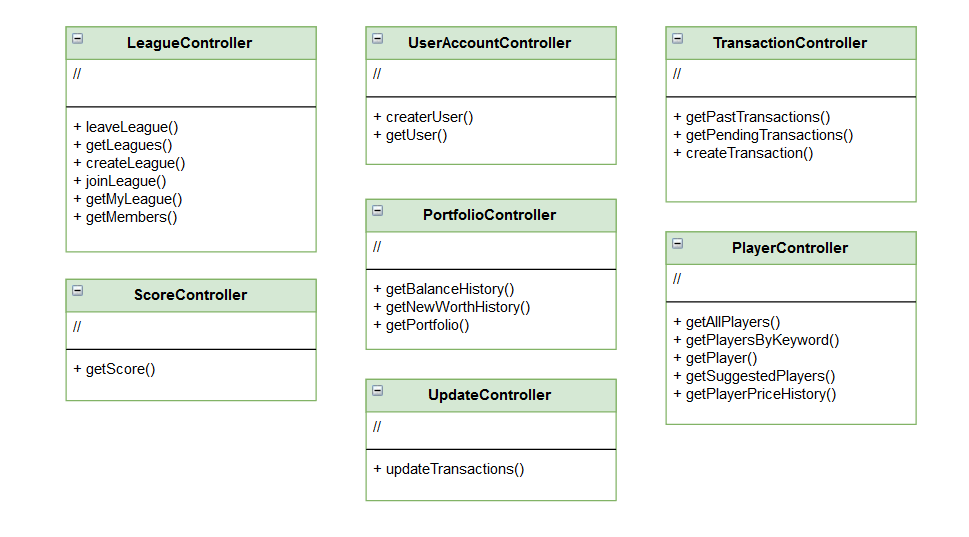 LeagueController
//
+ leaveLeague()
+ getLeagues()
+ createLeague()
+ joinLeague()
+ getMyLeague()
+ getMembers()
ScoreController
//
+ getScore()
UserAccountController
//
+ createrUser()
+ getUser()
PortfolioController
//
+ getBalanceHistory()
+ getNewWorthHistory()
+ getPortfolio()
UpdateController
//
+ updateTransactions()
TransactionController
//
+ getPastTransactions()
+ getPendingTransactions()
+ createTransaction()
PlayerController
//
+ getAllPlayers()
+ getPlayersByKeyword()
+ getPlayer()
+ getSuggestedPlayers()
+ getPlayerPriceHistory()